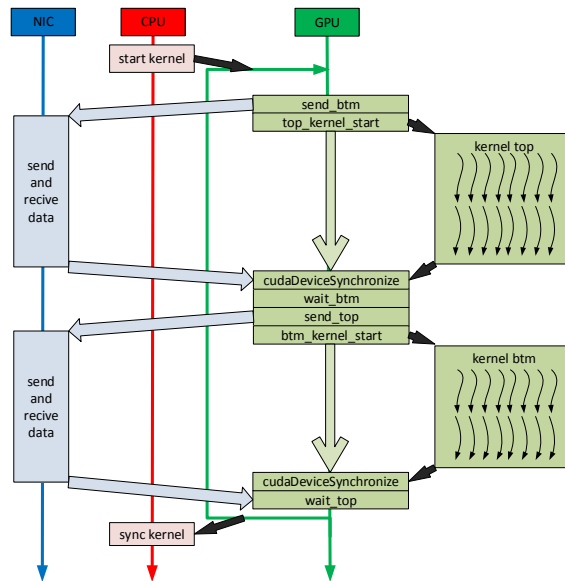 NIC
CPU
GPU
start kernel
send_btm
top_kernel_start
send
and
recive
data
kernel top
cudaDeviceSynchronize
wait_btm
send_top
btm_kernel_start
send
and
recive
data
kernel btm
cudaDeviceSynchronize
wait_top
sync kernel